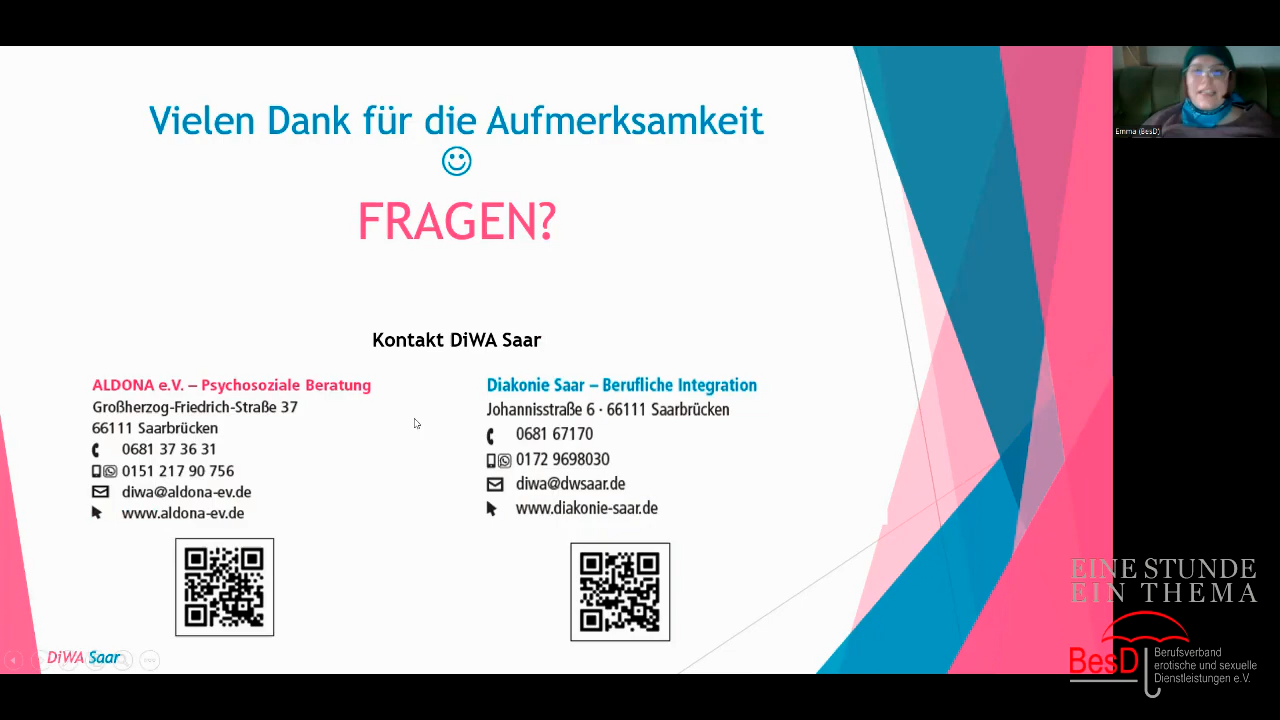 Vielen Dank für die Aufmerksamkeit
FRAGEN?
Kontakt DiWA Saar
ALDONA e.V. – Psychosoziale Beratung
Großherzog-Friedrich-Straße 37
66111 Saarbrücken
0681 37 36 31
0151 217 90 756
diwa@aldona-ev.de
www.aldona-ev.de
Diakonie Saar – Berufliche Integration
Johannisstraße 6 · 66111 Saarbrücken
0681 67170
0172 9698030
diwa@dwsaar.de
www.diakonie-saar.de
DiWA Saar
Emma (BesD)
EINE STUNDE
EIN THEMA
BesD
Berufsverband
erotische und sexuelle
Dienstleistungen e.V.